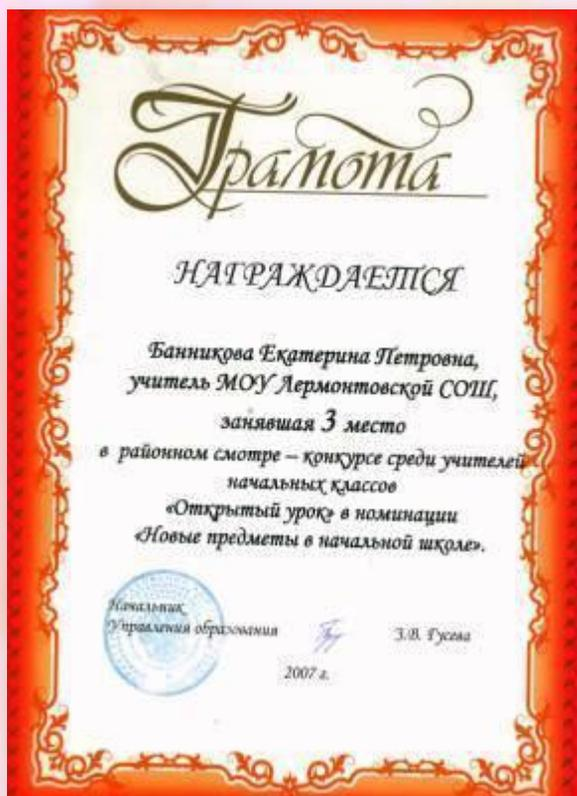 Грамота
НАГРАЖДАЕТСЯ
Банникова Екатерина Петровна,
учитель МОУ Лермонтовской СОШ,
занявшая 3 место
в районном смотре – конкурсе среди учителей
начальных классов
«Открытый урок» в номинации
«Новые предметы в начальной школе».
Начальник
Управления образования З.В. Гусева
2007 г.